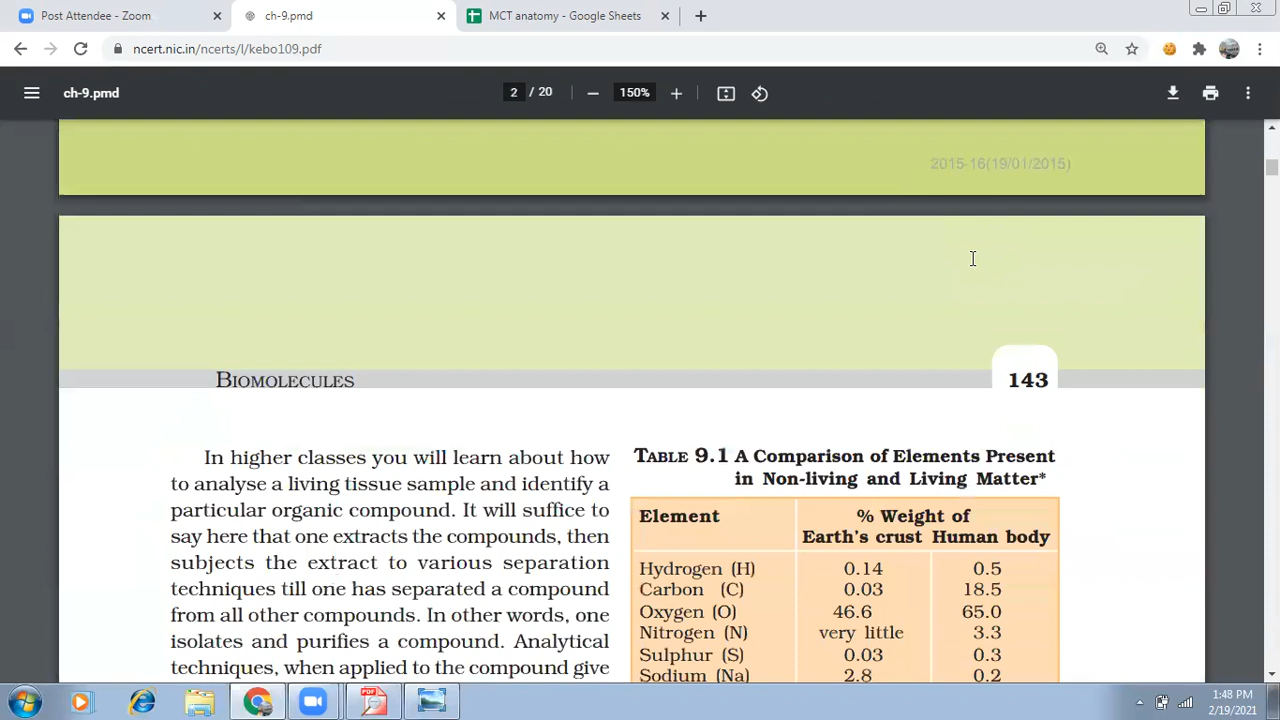 Post Attendee - Zoom
ch-9.pmd
MCT anatomy - Google Sheets
ncert.nic.in/ncerts/l/kebo109.pdf
ch-9.pmd
2 / 20
150%
2015-16(19/01/2015)
BIOMOLECULES
143
In higher classes you will learn about how
to analyse a living tissue sample and identify a
particular organic compound. It will suffice to
say here that one extracts the compounds, then
subjects the extract to various separation
techniques till one has separated a compound
from all other compounds. In other words, one
isolates and purifies a compound. Analytical
techniques, when applied to the compound give
TABLE 9.1 A Comparison of Elements Present
in Non-living and Living Matter*
Element % Weight of
Earth's crust Human body
Hydrogen (H) 0.14 0.5
Carbon (C) 0.03 18.5
Oxygen (O) 46.6 65.0
Nitrogen (N) very little 3.3
Sulphur (S) 0.03 0.3
Sodium (Na) 2.8 0.2
PDF
1:48 PM
2/19/2021